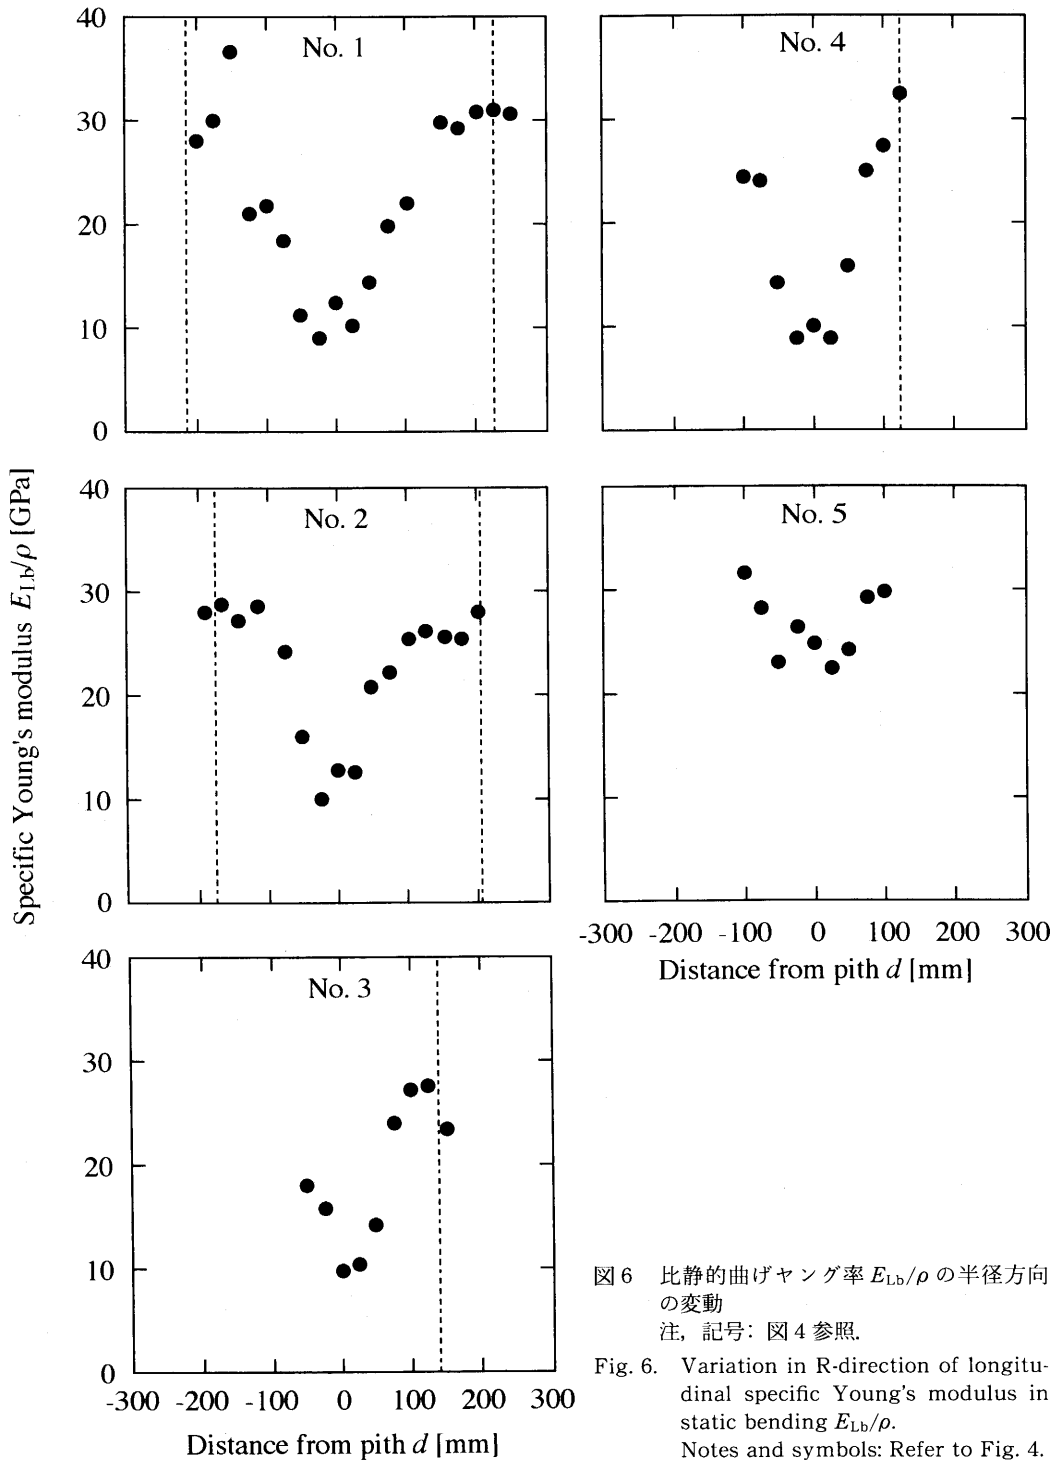 40
30
20
10
0
No. 1
No. 4
Specific Young's modulus E_Lb/ρ [GPa]
40
30
20
10
0
No. 2
No. 5
-300 -200 -100 0 100 200 300
Distance from pith d [mm]
40
30
20
10
0
No. 3
-300 -200 -100 0 100 200 300
Distance from pith d [mm]
図6 比静的曲げヤング率 E_Lb/ρ の半径方向
の変動
注,記号:図4参照.
Fig. 6. Variation in R-direction of longitu-
dinal specific Young's modulus in
static bending E_Lb/ρ.
Notes and symbols: Refer to Fig. 4.